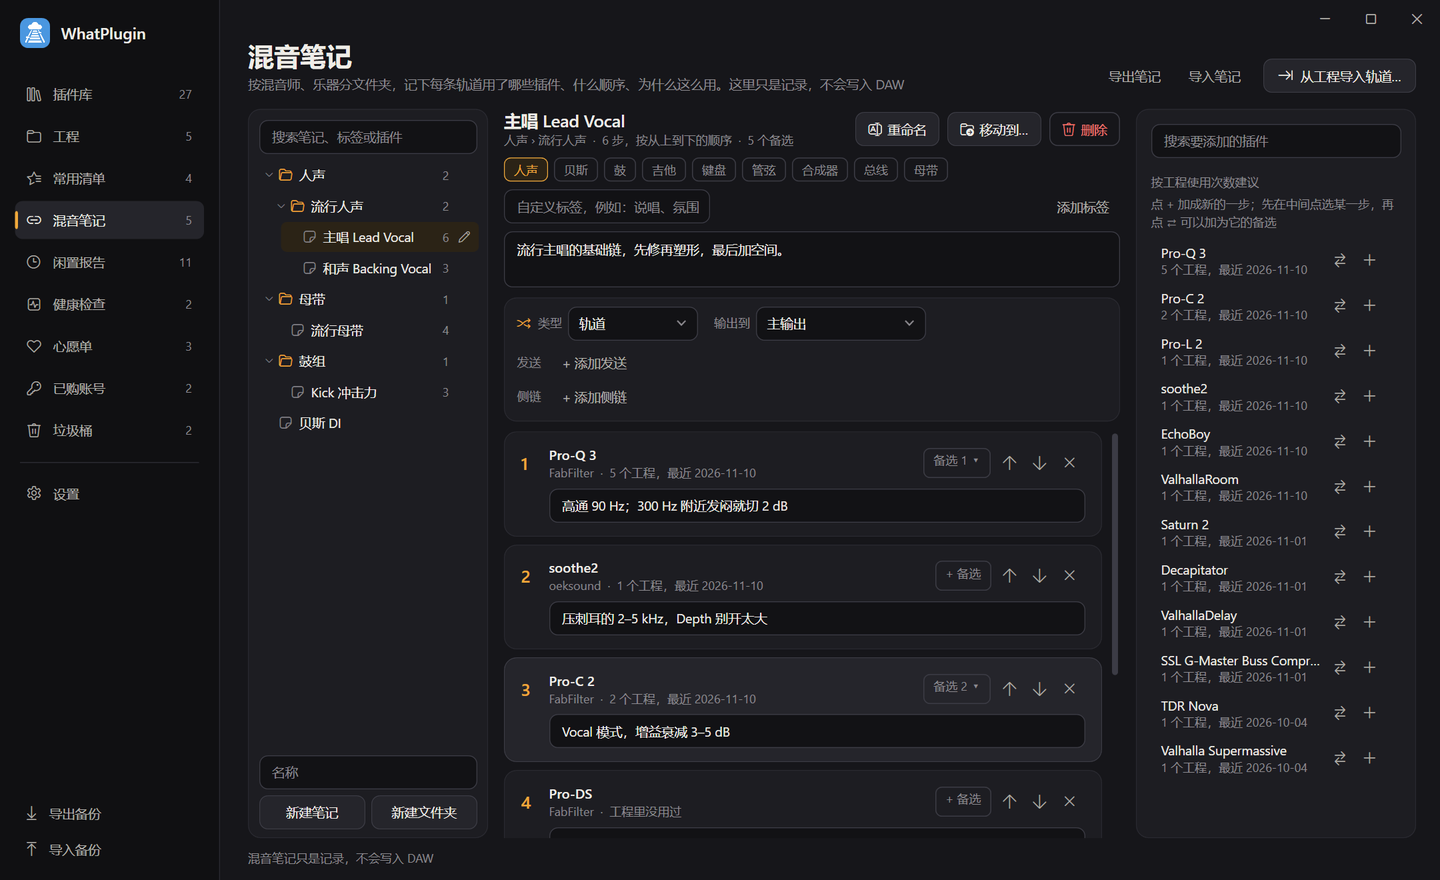 WhatPlugin
插件库 27
工程 5
常用清单 4
混音笔记 5
闲置报告 11
健康检查 2
心愿单 3
已购账号 2
垃圾桶 2
设置
导出备份
导入备份
混音笔记
按混音师、乐器分文件夹，记下每条轨道用了哪些插件、什么顺序、为什么这么用。这里只是记录，不会写入 DAW
导出笔记
导入笔记
从工程导入轨道...
搜索笔记、标签或插件
人声 2
流行人声 2
主唱 Lead Vocal 6
和声 Backing Vocal 3
母带 1
流行母带 4
鼓组 1
Kick 冲击力 3
贝斯 DI
名称
新建笔记
新建文件夹
混音笔记只是记录，不会写入 DAW
主唱 Lead Vocal
人声 › 流行人声 · 6 步，按从上到下的顺序 · 5 个备选
重命名
移动到...
删除
人声
贝斯
鼓
吉他
键盘
管弦
合成器
总线
母带
自定义标签，例如：说唱、氛围
添加标签
流行主唱的基础链，先修再塑形，最后加空间。
类型
轨道
输出到
主输出
发送
+ 添加发送
侧链
+ 添加侧链
1
Pro-Q 3
FabFilter · 5 个工程，最近 2026-11-10
备选 1
高通 90 Hz；300 Hz 附近发闷就切 2 dB
2
soothe2
oeksound · 1 个工程，最近 2026-11-10
+ 备选
压刺耳的 2–5 kHz，Depth 别开太大
3
Pro-C 2
FabFilter · 2 个工程，最近 2026-11-10
备选 2
Vocal 模式，增益衰减 3–5 dB
4
Pro-DS
FabFilter · 工程里没用过
+ 备选
搜索要添加的插件
按工程使用次数建议
点 + 加成新的一步；先在中间点选某一步，再
点 ⇄ 可以加为它的备选
Pro-Q 3
5 个工程，最近 2026-11-10
Pro-C 2
2 个工程，最近 2026-11-10
Pro-L 2
1 个工程，最近 2026-11-10
soothe2
1 个工程，最近 2026-11-10
EchoBoy
1 个工程，最近 2026-11-10
ValhallaRoom
1 个工程，最近 2026-11-10
Saturn 2
1 个工程，最近 2026-11-01
Decapitator
1 个工程，最近 2026-11-01
ValhallaDelay
1 个工程，最近 2026-11-01
SSL G-Master Buss Compr...
1 个工程，最近 2026-11-01
TDR Nova
1 个工程，最近 2026-10-04
Valhalla Supermassive
1 个工程，最近 2026-10-04